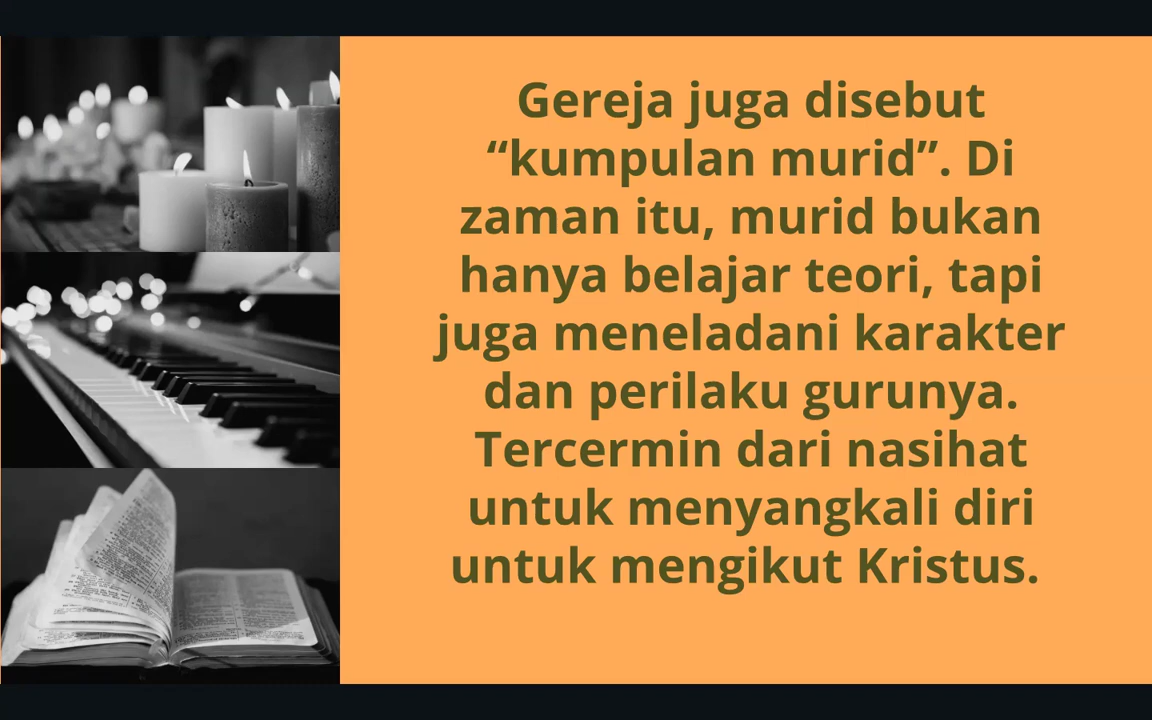 Gereja juga disebut
“kumpulan murid”. Di
zaman itu, murid bukan
hanya belajar teori, tapi
juga meneladani karakter
dan perilaku gurunya.
Tercermin dari nasihat
untuk menyangkali diri
untuk mengikut Kristus.